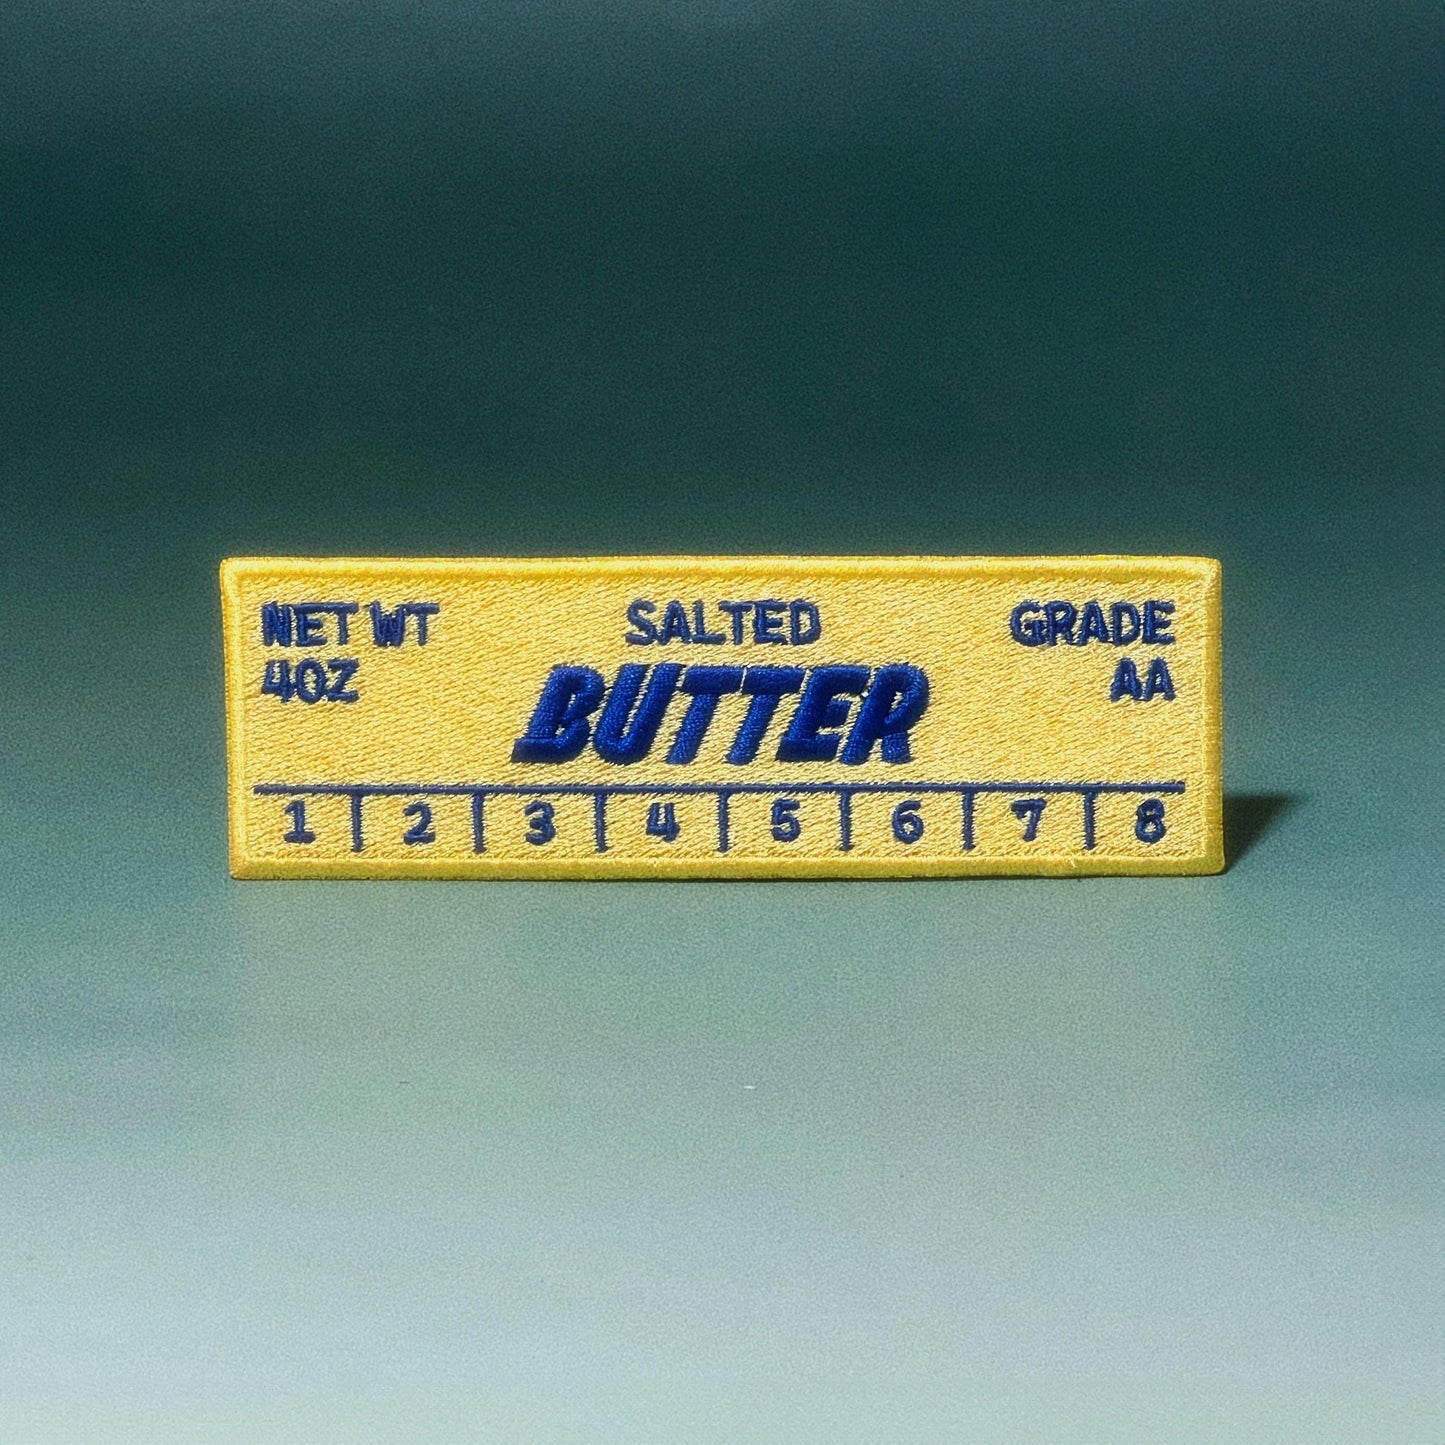 NET WT SALTED GRADE
4OZ BUTTER AA
1 2 3 4 5 6 7 8